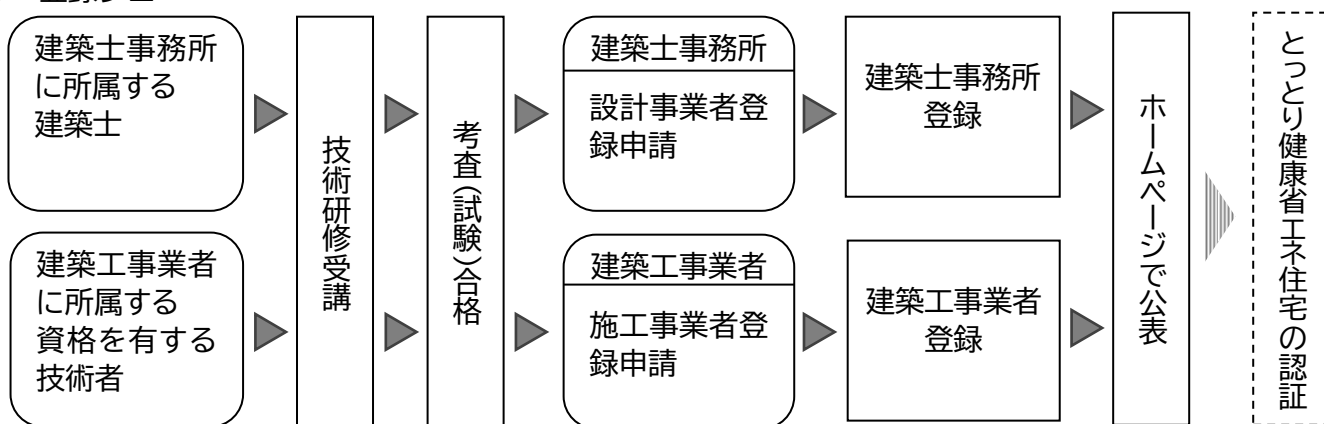 建築士事務所
に所属する
建築士
建築工事業者
に所属する
資格を有する
技術者
技術研修受講
考査(試験)合格
建築士事務所
設計事業者登
録申請
建築工事業者
施工事業者登
録申請
建築士事務所
登録
建築工事業者
登録
ホームページで公表
とっとり健康省エネ住宅の認証